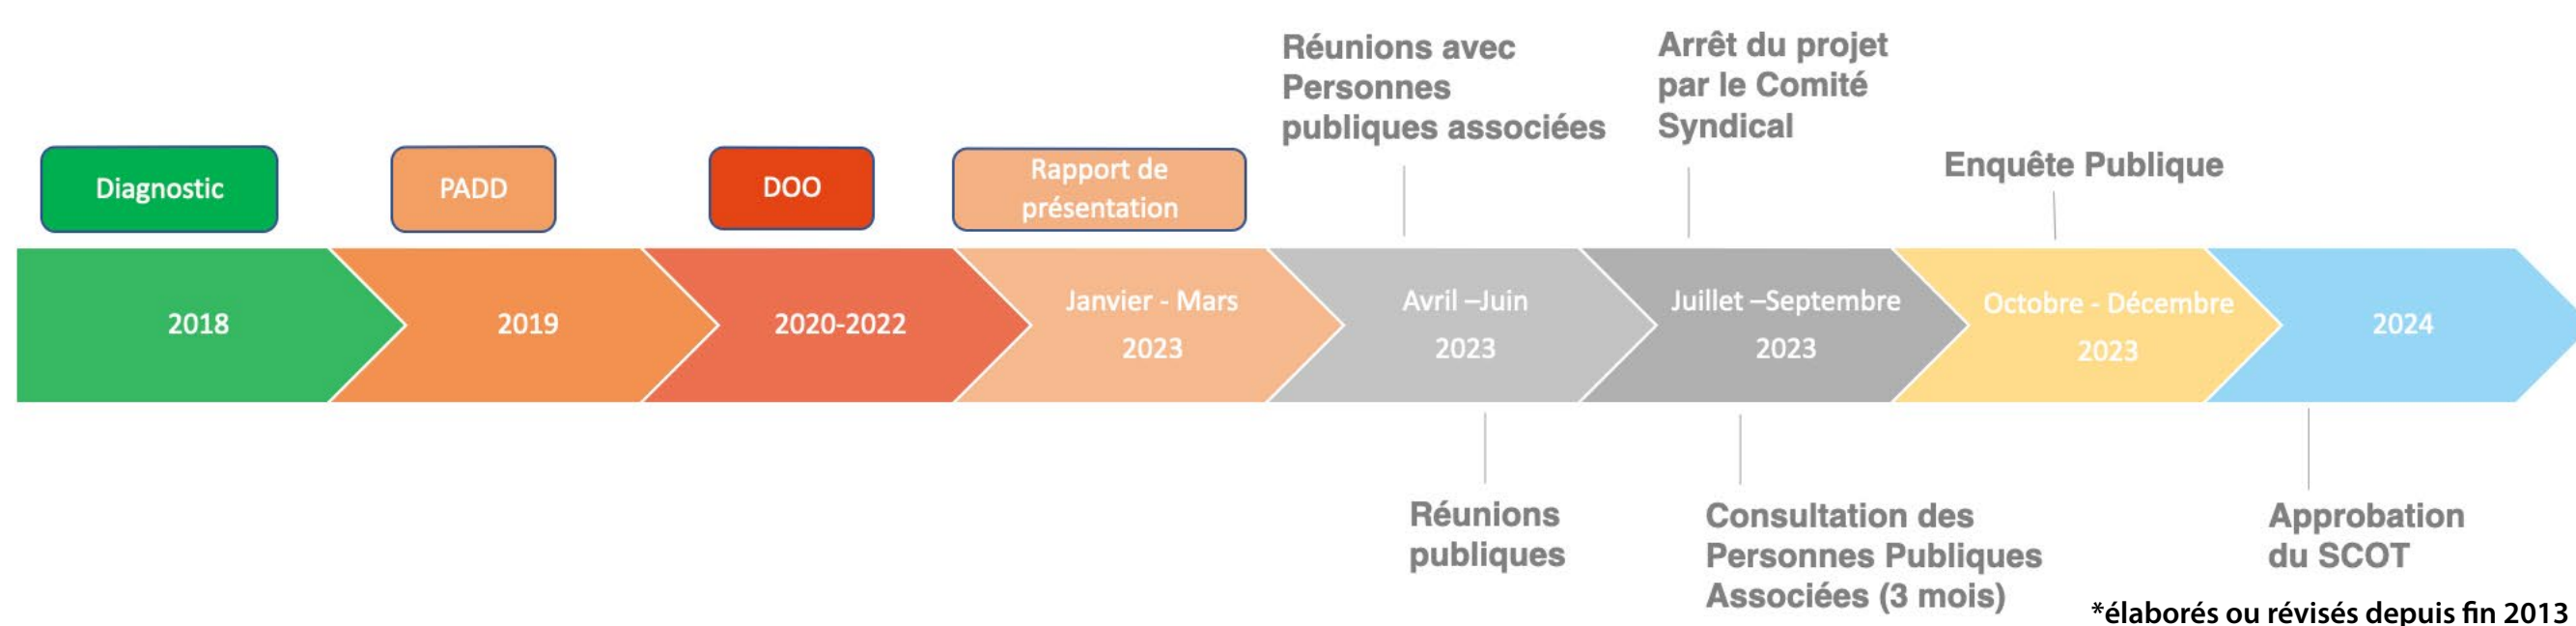 Réunions avec
Personnes
publiques associées
Arrêt du projet
par le Comité
Syndical
Enquête Publique
Diagnostic
PADD
DOO
Rapport de
présentation
2018
2019
2020-2022
Janvier - Mars
2023
Avril –Juin
2023
Juillet –Septembre
2023
Octobre - Décembre
2023
2024
Réunions
publiques
Consultation des
Personnes Publiques
Associées (3 mois)
Approbation
du SCOT
*élaborés ou révisés depuis fin 2013